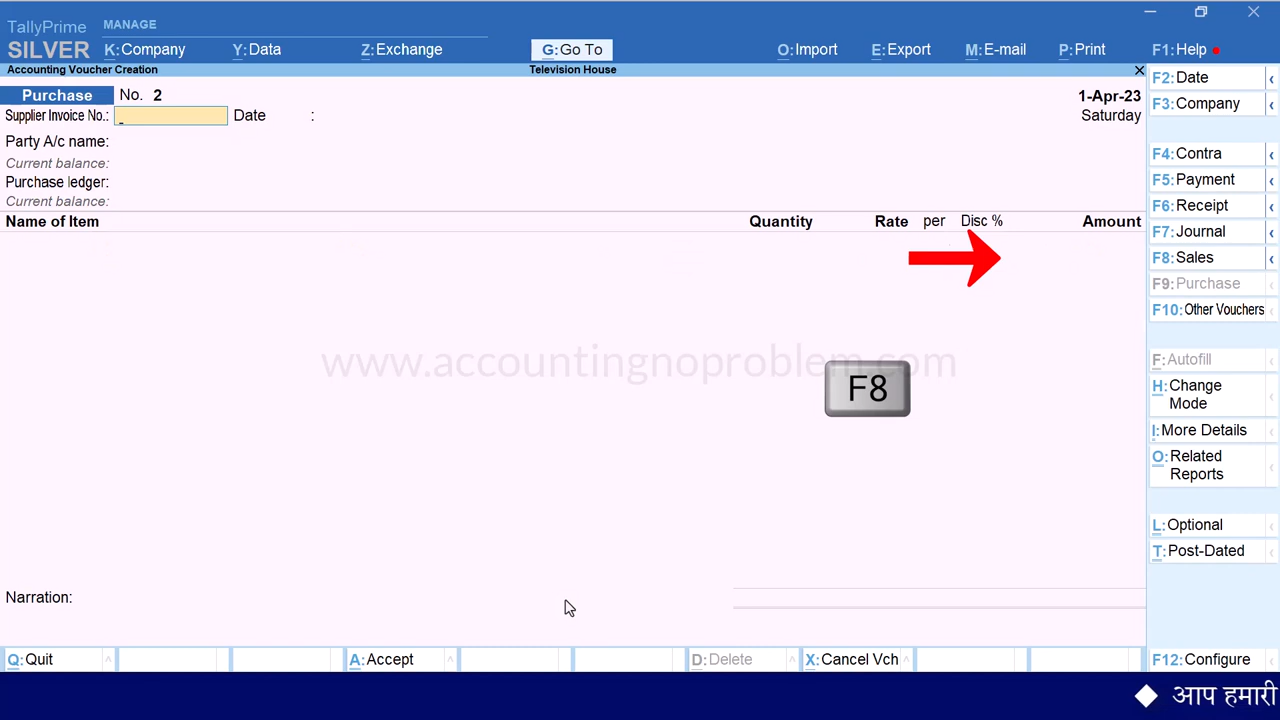 TallyPrime
MANAGE
SILVER
K:Company
Y:Data
Z:Exchange
G:Go To
O:Import
E:Export
M:E-mail
P:Print
F1:Help
Accounting Voucher Creation
Television House
Purchase No. 2
1-Apr-23
Supplier Invoice No.:
Date :
Saturday
Party A/c name:
Current balance:
Purchase ledger:
Current balance:
Name of Item
Quantity
Rate
per
Disc %
Amount
www.accountingnoproblem.com
F8
Narration:
F2:Date
F3:Company
F4:Contra
F5:Payment
F6:Receipt
F7:Journal
F8:Sales
F9:Purchase
F10:Other Vouchers
F:Autofill
H:Change
Mode
I:More Details
O:Related
Reports
L:Optional
T:Post-Dated
Q:Quit
A:Accept
D:Delete
X:Cancel Vch
F12:Configure
आप हमारी